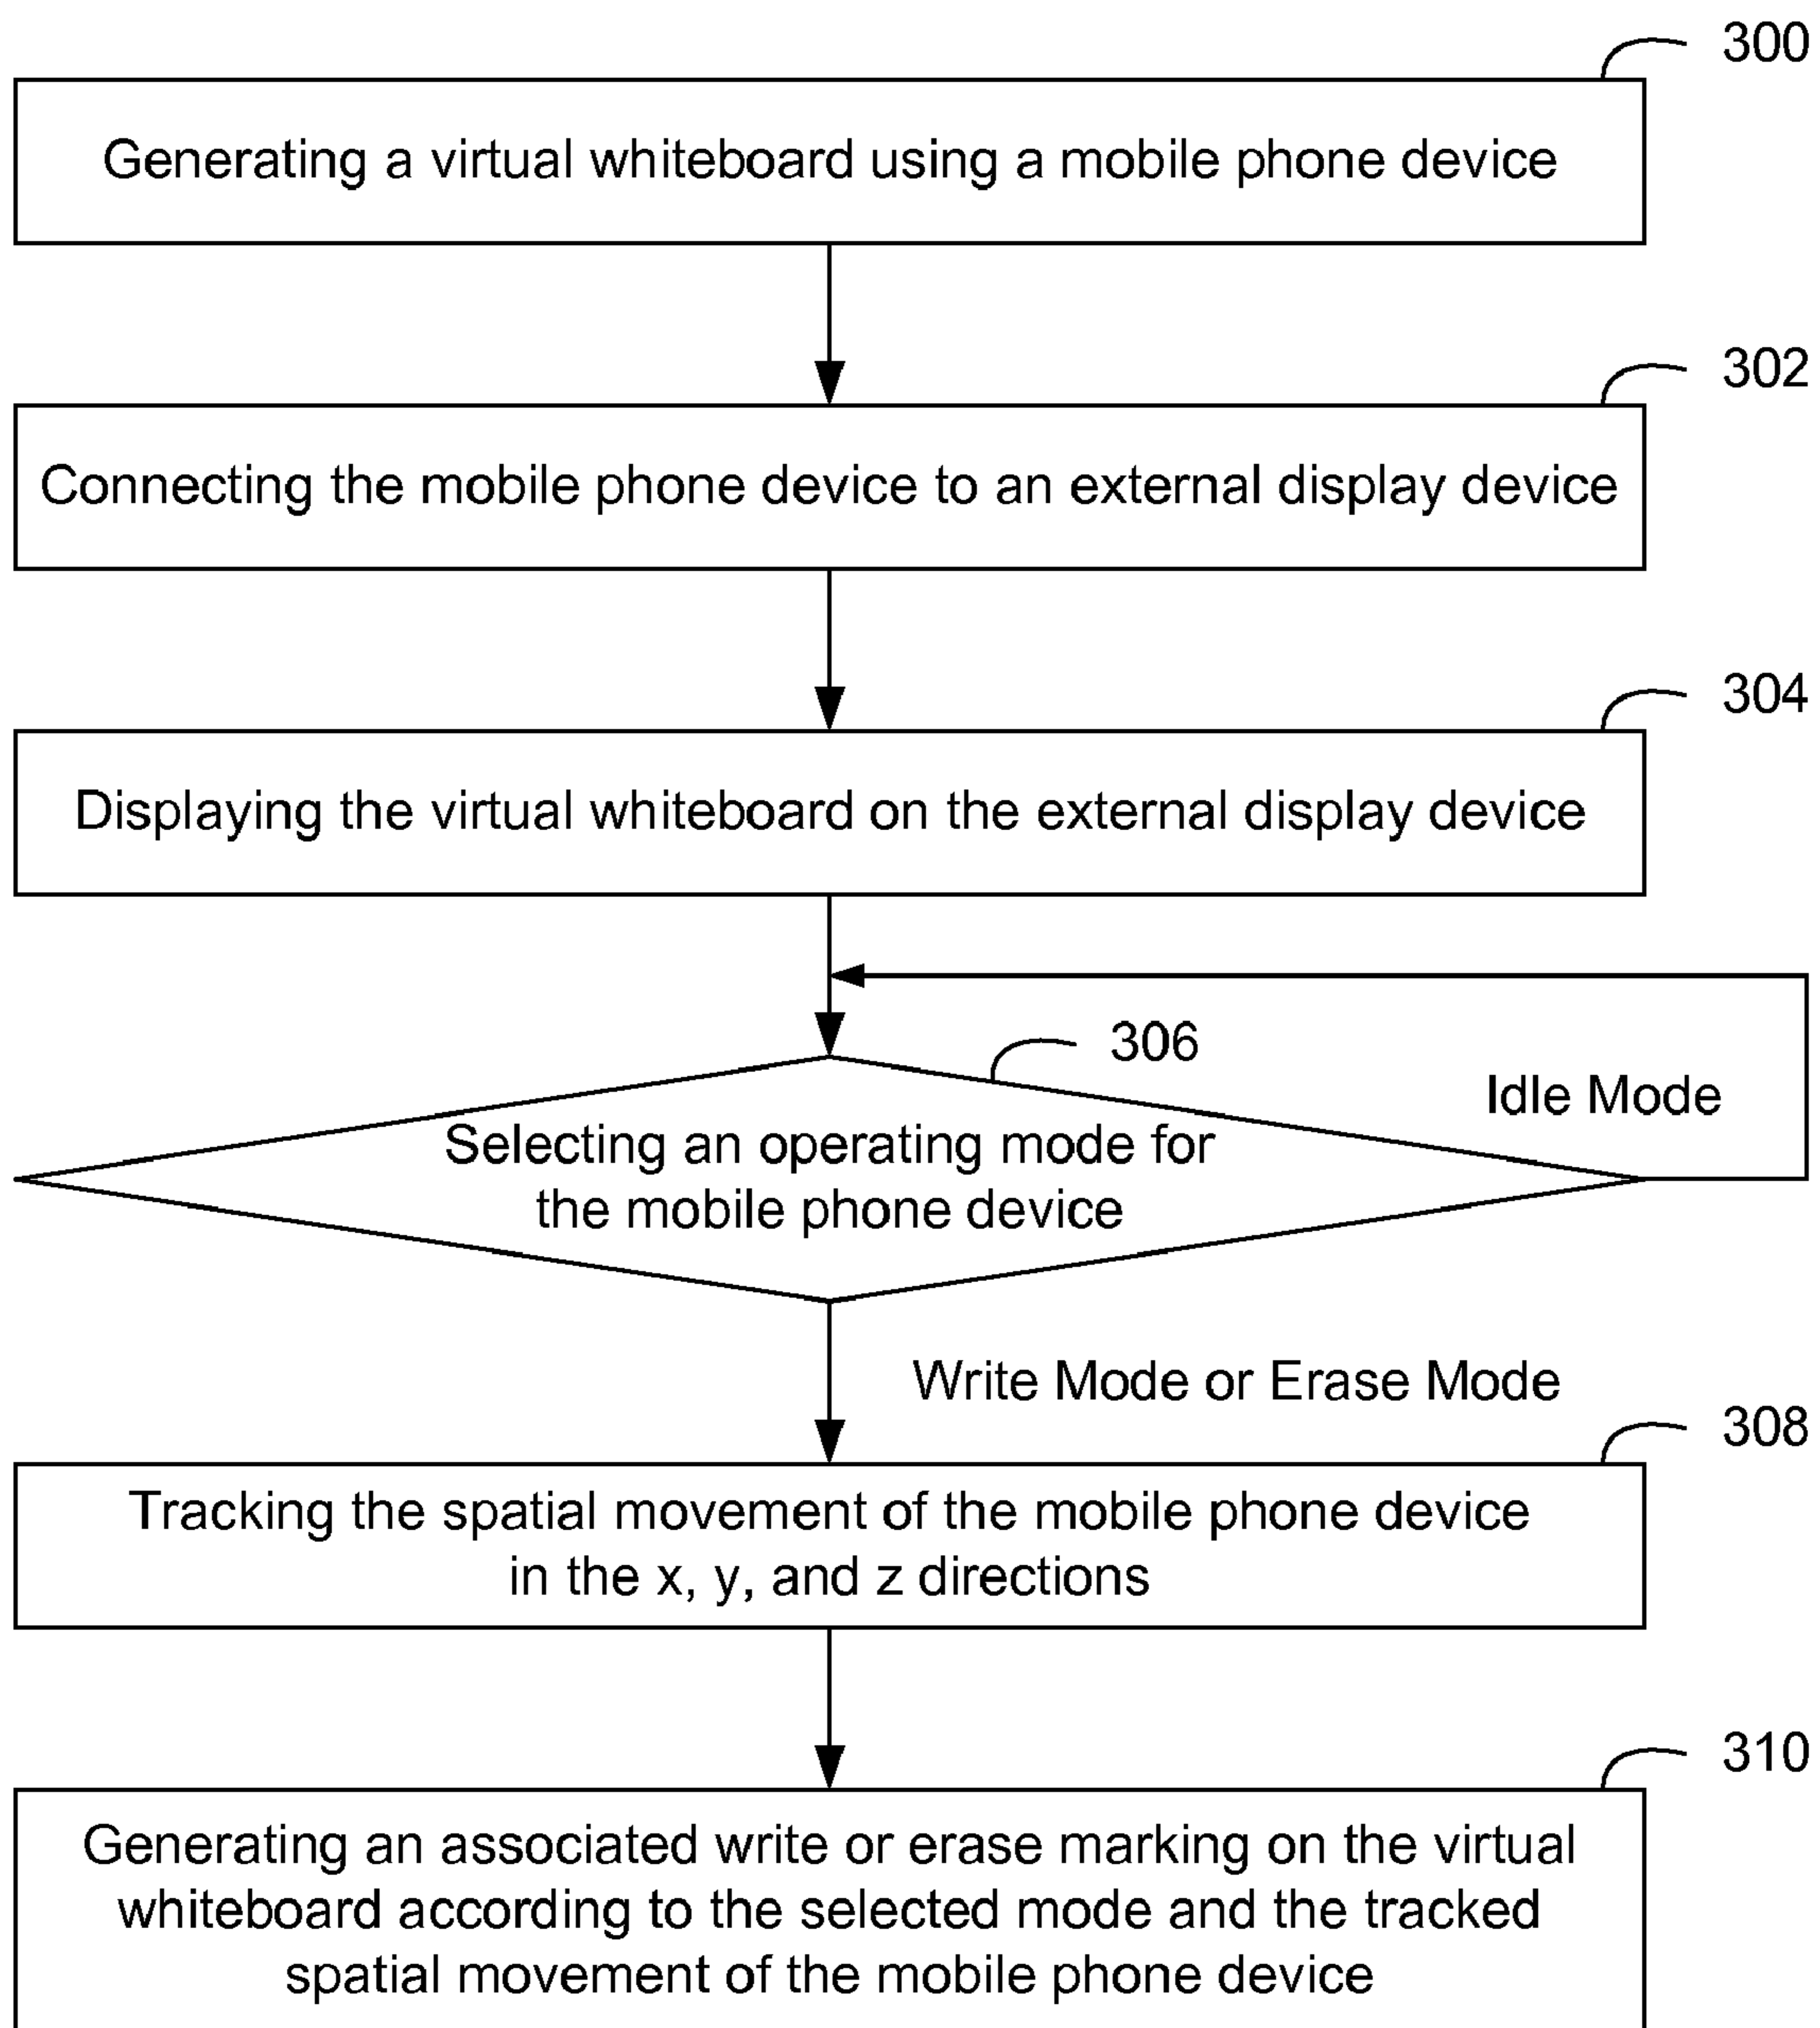 300
Generating a virtual whiteboard using a mobile phone device
302
Connecting the mobile phone device to an external display device
304
Displaying the virtual whiteboard on the external display device
306
Idle Mode
Selecting an operating mode for
the mobile phone device
Write Mode or Erase Mode
308
Tracking the spatial movement of the mobile phone device
in the x, y, and z directions
310
Generating an associated write or erase marking on the virtual
whiteboard according to the selected mode and the tracked
spatial movement of the mobile phone device